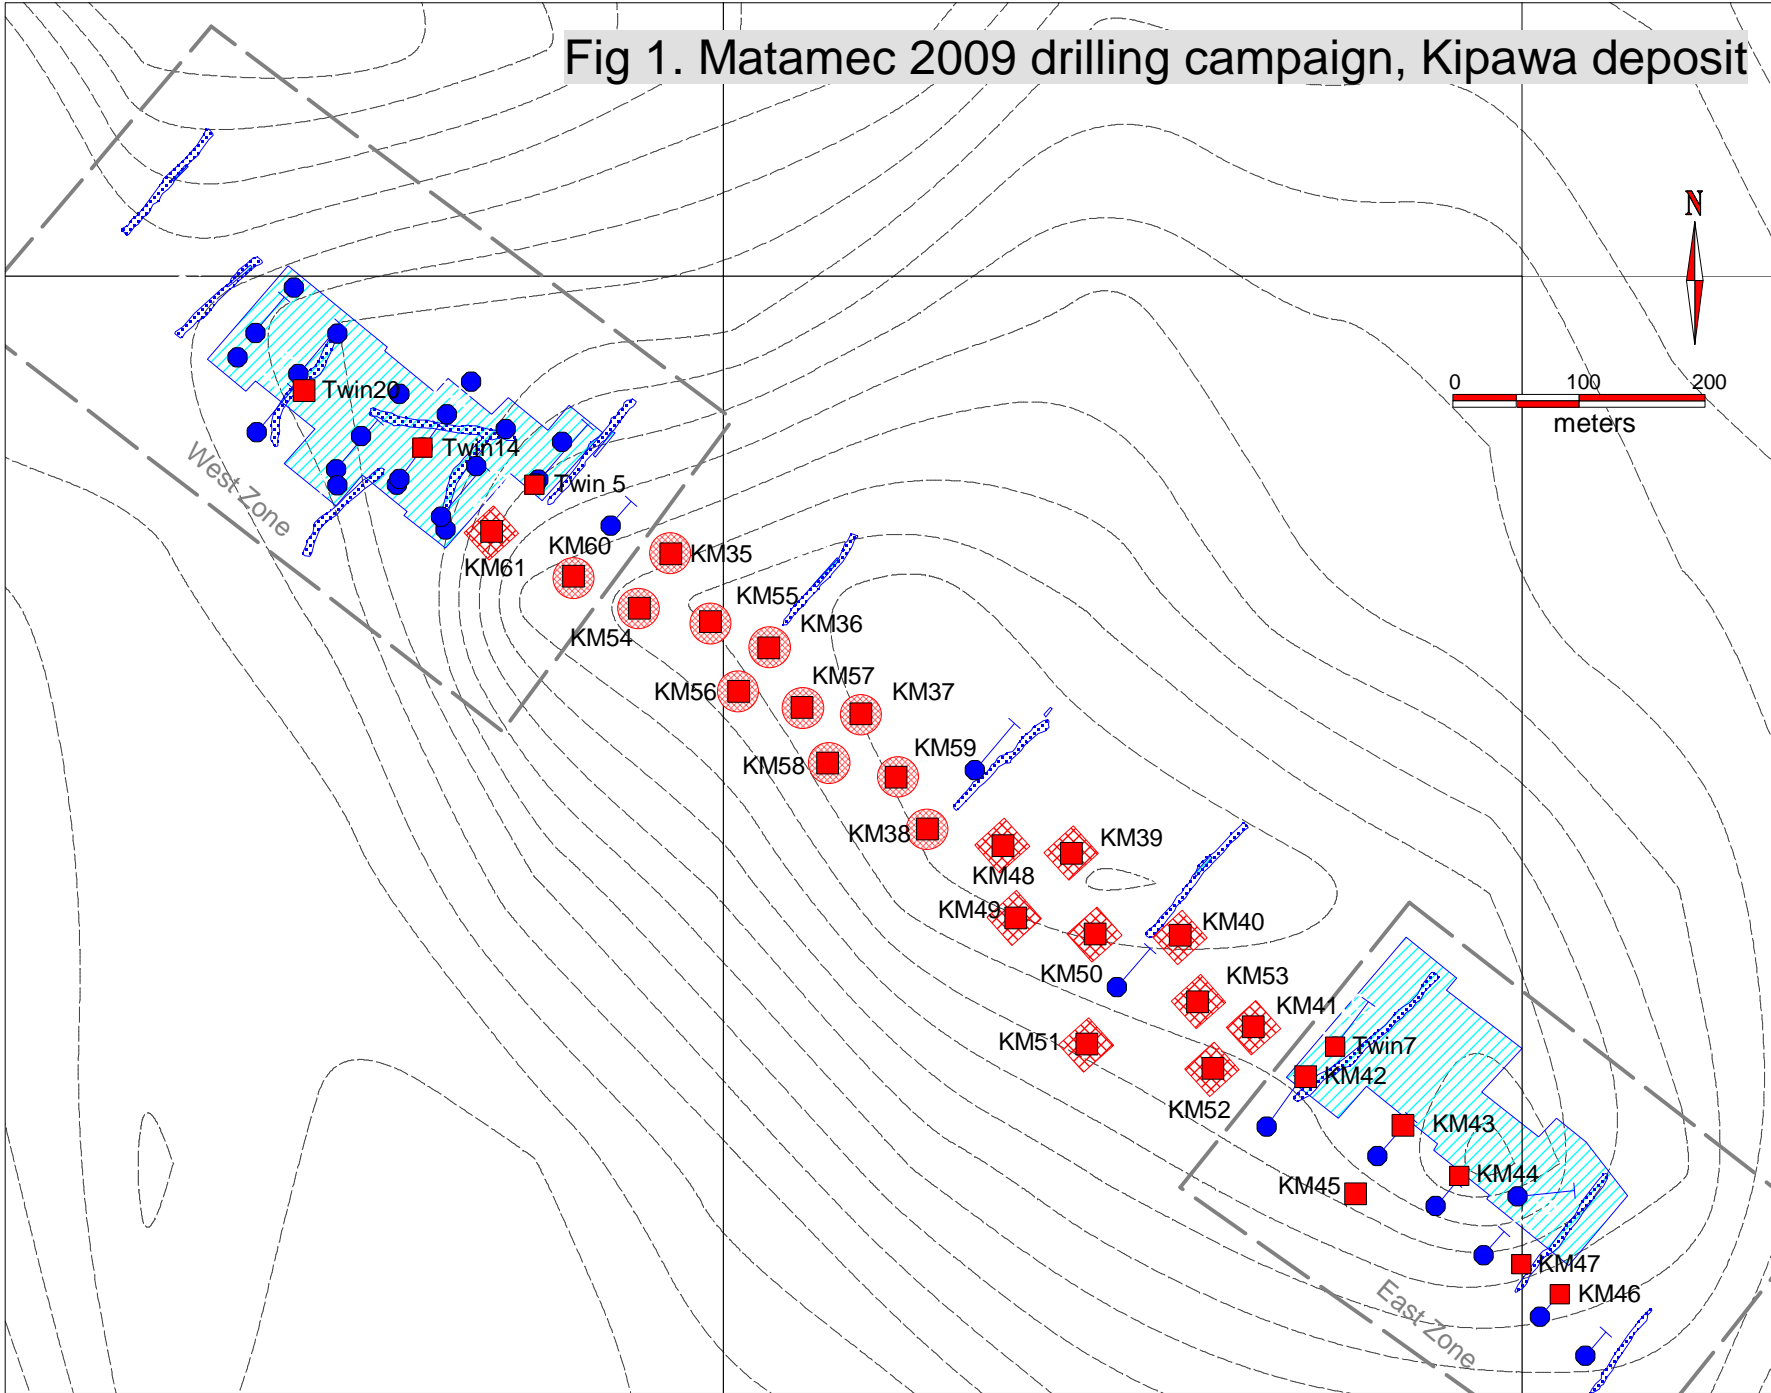 Fig 1. Matamec 2009 drilling campaign, Kipawa deposit
N
0 100 200
meters
Twin20
Twin14
West Zone
Twin 5
KM61
KM60
KM35
KM54
KM55
KM36
KM56
KM57
KM37
KM58
KM59
KM38
KM48
KM39
KM49
KM50
KM40
KM53
KM41
KM51
KM52
Twin7
KM42
KM43
KM44
KM45
KM47
KM46
East Zone